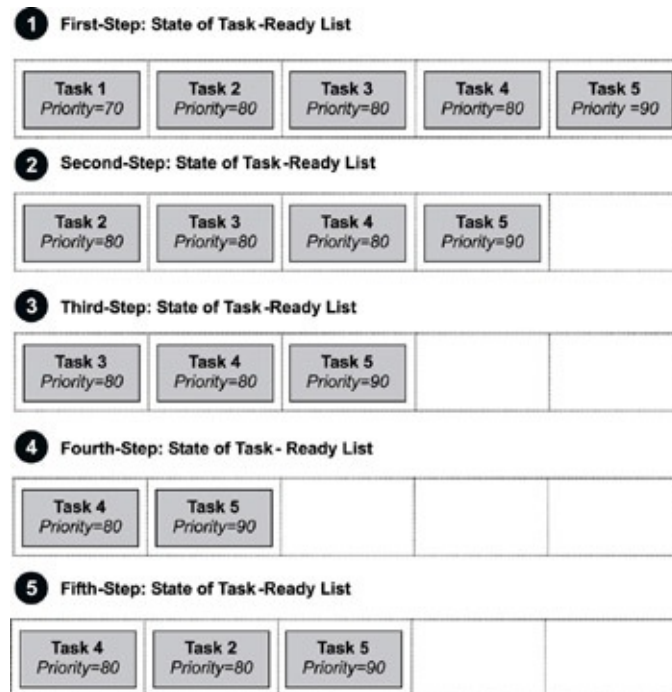 1 First-Step: State of Task-Ready List
Task 1 Task 2 Task 3 Task 4 Task 5
Priority=70 Priority=80 Priority=80 Priority=80 Priority =90
2 Second-Step: State of Task-Ready List
Task 2 Task 3 Task 4 Task 5
Priority=80 Priority=80 Priority=80 Priority=90
3 Third-Step: State of Task-Ready List
Task 3 Task 4 Task 5
Priority=80 Priority=80 Priority=90
4 Fourth-Step: State of Task- Ready List
Task 4 Task 5
Priority=80 Priority=90
5 Fifth-Step: State of Task-Ready List
Task 4 Task 2 Task 5
Priority=80 Priority=80 Priority=90